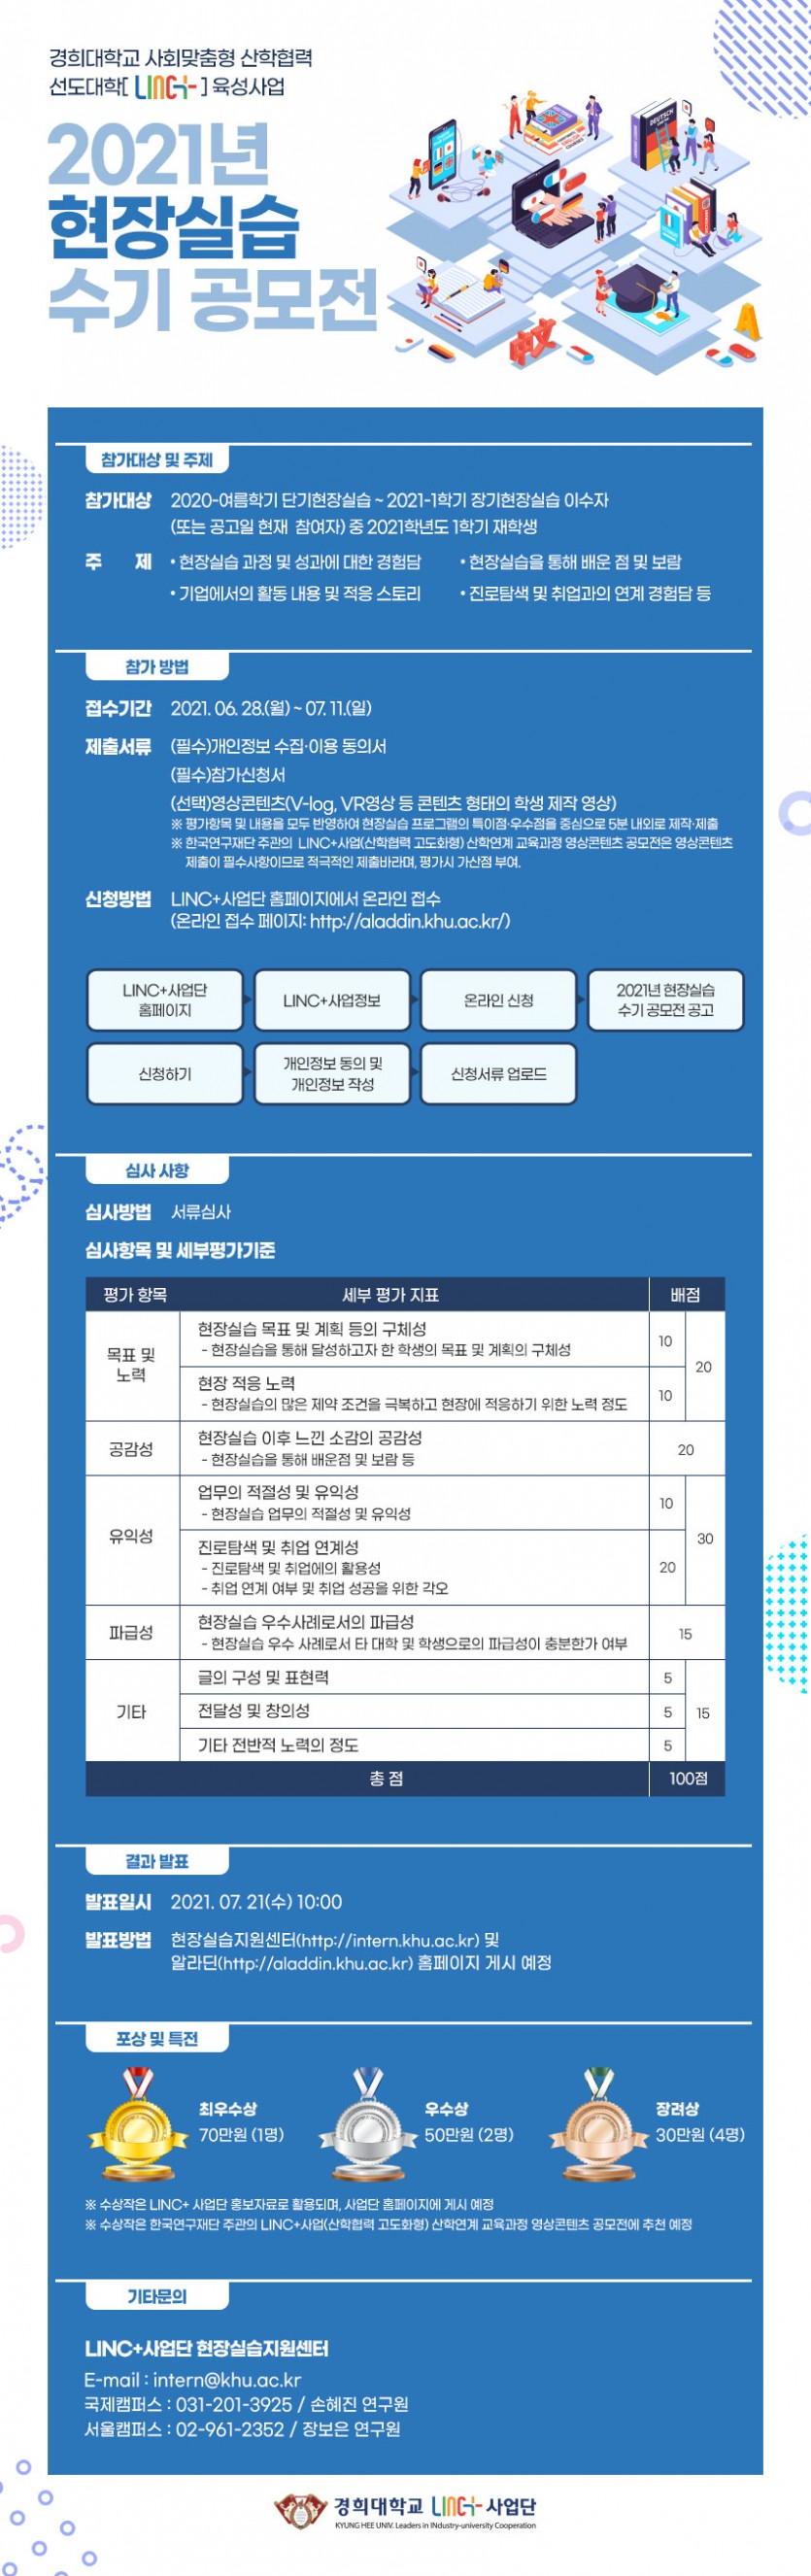 경희대학교 사회맞춤형 산학협력
선도대학[ LINC+ ] 육성사업
2021년
현장실습
수기 공모전
DEUTSCH
참가대상 및 주제
참가대상 2020-여름학기 단기현장실습 ~ 2021-1학기 장기현장실습 이수자
(또는 공고일 현재 참여자) 중 2021학년도 1학기 재학생
주 제 • 현장실습 과정 및 성과에 대한 경험담 • 현장실습을 통해 배운 점 및 보람
• 기업에서의 활동 내용 및 적응 스토리 • 진로탐색 및 취업과의 연계 경험담 등
참가 방법
접수기간 2021. 06. 28.(월) ~ 07. 11.(일)
제출서류 (필수)개인정보 수집·이용 동의서
(필수)참가신청서
(선택)영상콘텐츠(V-log, VR영상 등 콘텐츠 형태의 학생 제작 영상)
※ 평가항목 및 내용을 모두 반영하여 현장실습 프로그램의 특이점·우수점을 중심으로 5분 내외로 제작·제출
※ 한국연구재단 주관의 LINC+사업(산학협력 고도화형) 산학연계 교육과정 영상콘텐츠 공모전은 영상콘텐츠
제출이 필수사항이므로 적극적인 제출바라며, 평가시 가산점 부여.
신청방법 LINC+사업단 홈페이지에서 온라인 접수
(온라인 접수 페이지: http://aladdin.khu.ac.kr/)
LINC+사업단
홈페이지
LINC+사업정보
온라인 신청
2021년 현장실습
수기 공모전 공고
신청하기
개인정보 동의 및
개인정보 작성
신청서류 업로드
심사 사항
심사방법 서류심사
심사항목 및 세부평가기준
평가 항목 세부 평가 지표 배점
목표 및
노력
현장실습 목표 및 계획 등의 구체성
- 현장실습을 통해 달성하고자 한 학생의 목표 및 계획의 구체성
10
20
현장 적응 노력
- 현장실습의 많은 제약 조건을 극복하고 현장에 적응하기 위한 노력 정도
10
공감성
현장실습 이후 느낀 소감의 공감성
- 현장실습을 통해 배운점 및 보람 등
20
유익성
업무의 적절성 및 유익성
- 현장실습 업무의 적절성 및 유익성
10
30
진로탐색 및 취업 연계성
- 진로탐색 및 취업에의 활용성
- 취업 연계 여부 및 취업 성공을 위한 각오
20
파급성
현장실습 우수사례로서의 파급성
- 현장실습 우수 사례로서 타 대학 및 학생으로의 파급성이 충분한가 여부
15
기타
글의 구성 및 표현력 5
전달성 및 창의성 5 15
기타 전반적 노력의 정도 5
총 점 100점
결과 발표
발표일시 2021. 07. 21(수) 10:00
발표방법 현장실습지원센터(http://intern.khu.ac.kr) 및
알라딘(http://aladdin.khu.ac.kr) 홈페이지 게시 예정
포상 및 특전
최우수상
70만원 (1명)
우수상
50만원 (2명)
장려상
30만원 (4명)
※ 수상작은 LINC+ 사업단 홍보자료로 활용되며, 사업단 홈페이지에 게시 예정
※ 수상작은 한국연구재단 주관의 LINC+사업(산학협력 고도화형) 산학연계 교육과정 영상콘텐츠 공모전에 추천 예정
기타문의
LINC+사업단 현장실습지원센터
E-mail : intern@khu.ac.kr
국제캠퍼스 : 031-201-3925 / 손혜진 연구원
서울캠퍼스 : 02-961-2352 / 장보은 연구원
경희대학교 LINC+ 사업단
KYUNG HEE UNIV. Leaders in INdustry-university Cooperation